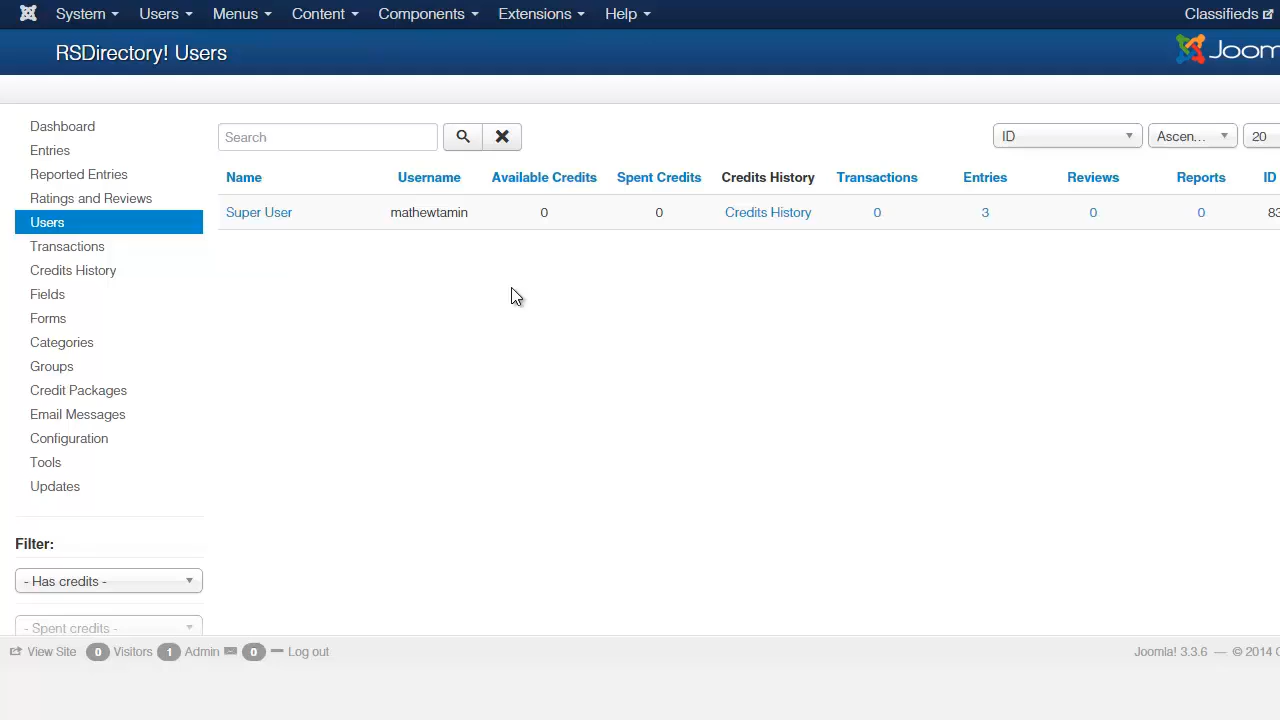 System Users Menus Content Components Extensions Help Classifieds
RSDirectory! Users
Joom
Dashboard
Entries
Reported Entries
Ratings and Reviews
Users
Transactions
Credits History
Fields
Forms
Categories
Groups
Credit Packages
Email Messages
Configuration
Tools
Updates
Filter:
- Has credits -
- Spent credits -
Search ID Ascen... 20
Name Username Available Credits Spent Credits Credits History Transactions Entries Reviews Reports ID
Super User mathewtamin 0 0 Credits History 0 3 0 0 83
View Site 0 Visitors 1 Admin 0 Log out Joomla! 3.3.6 — © 2014